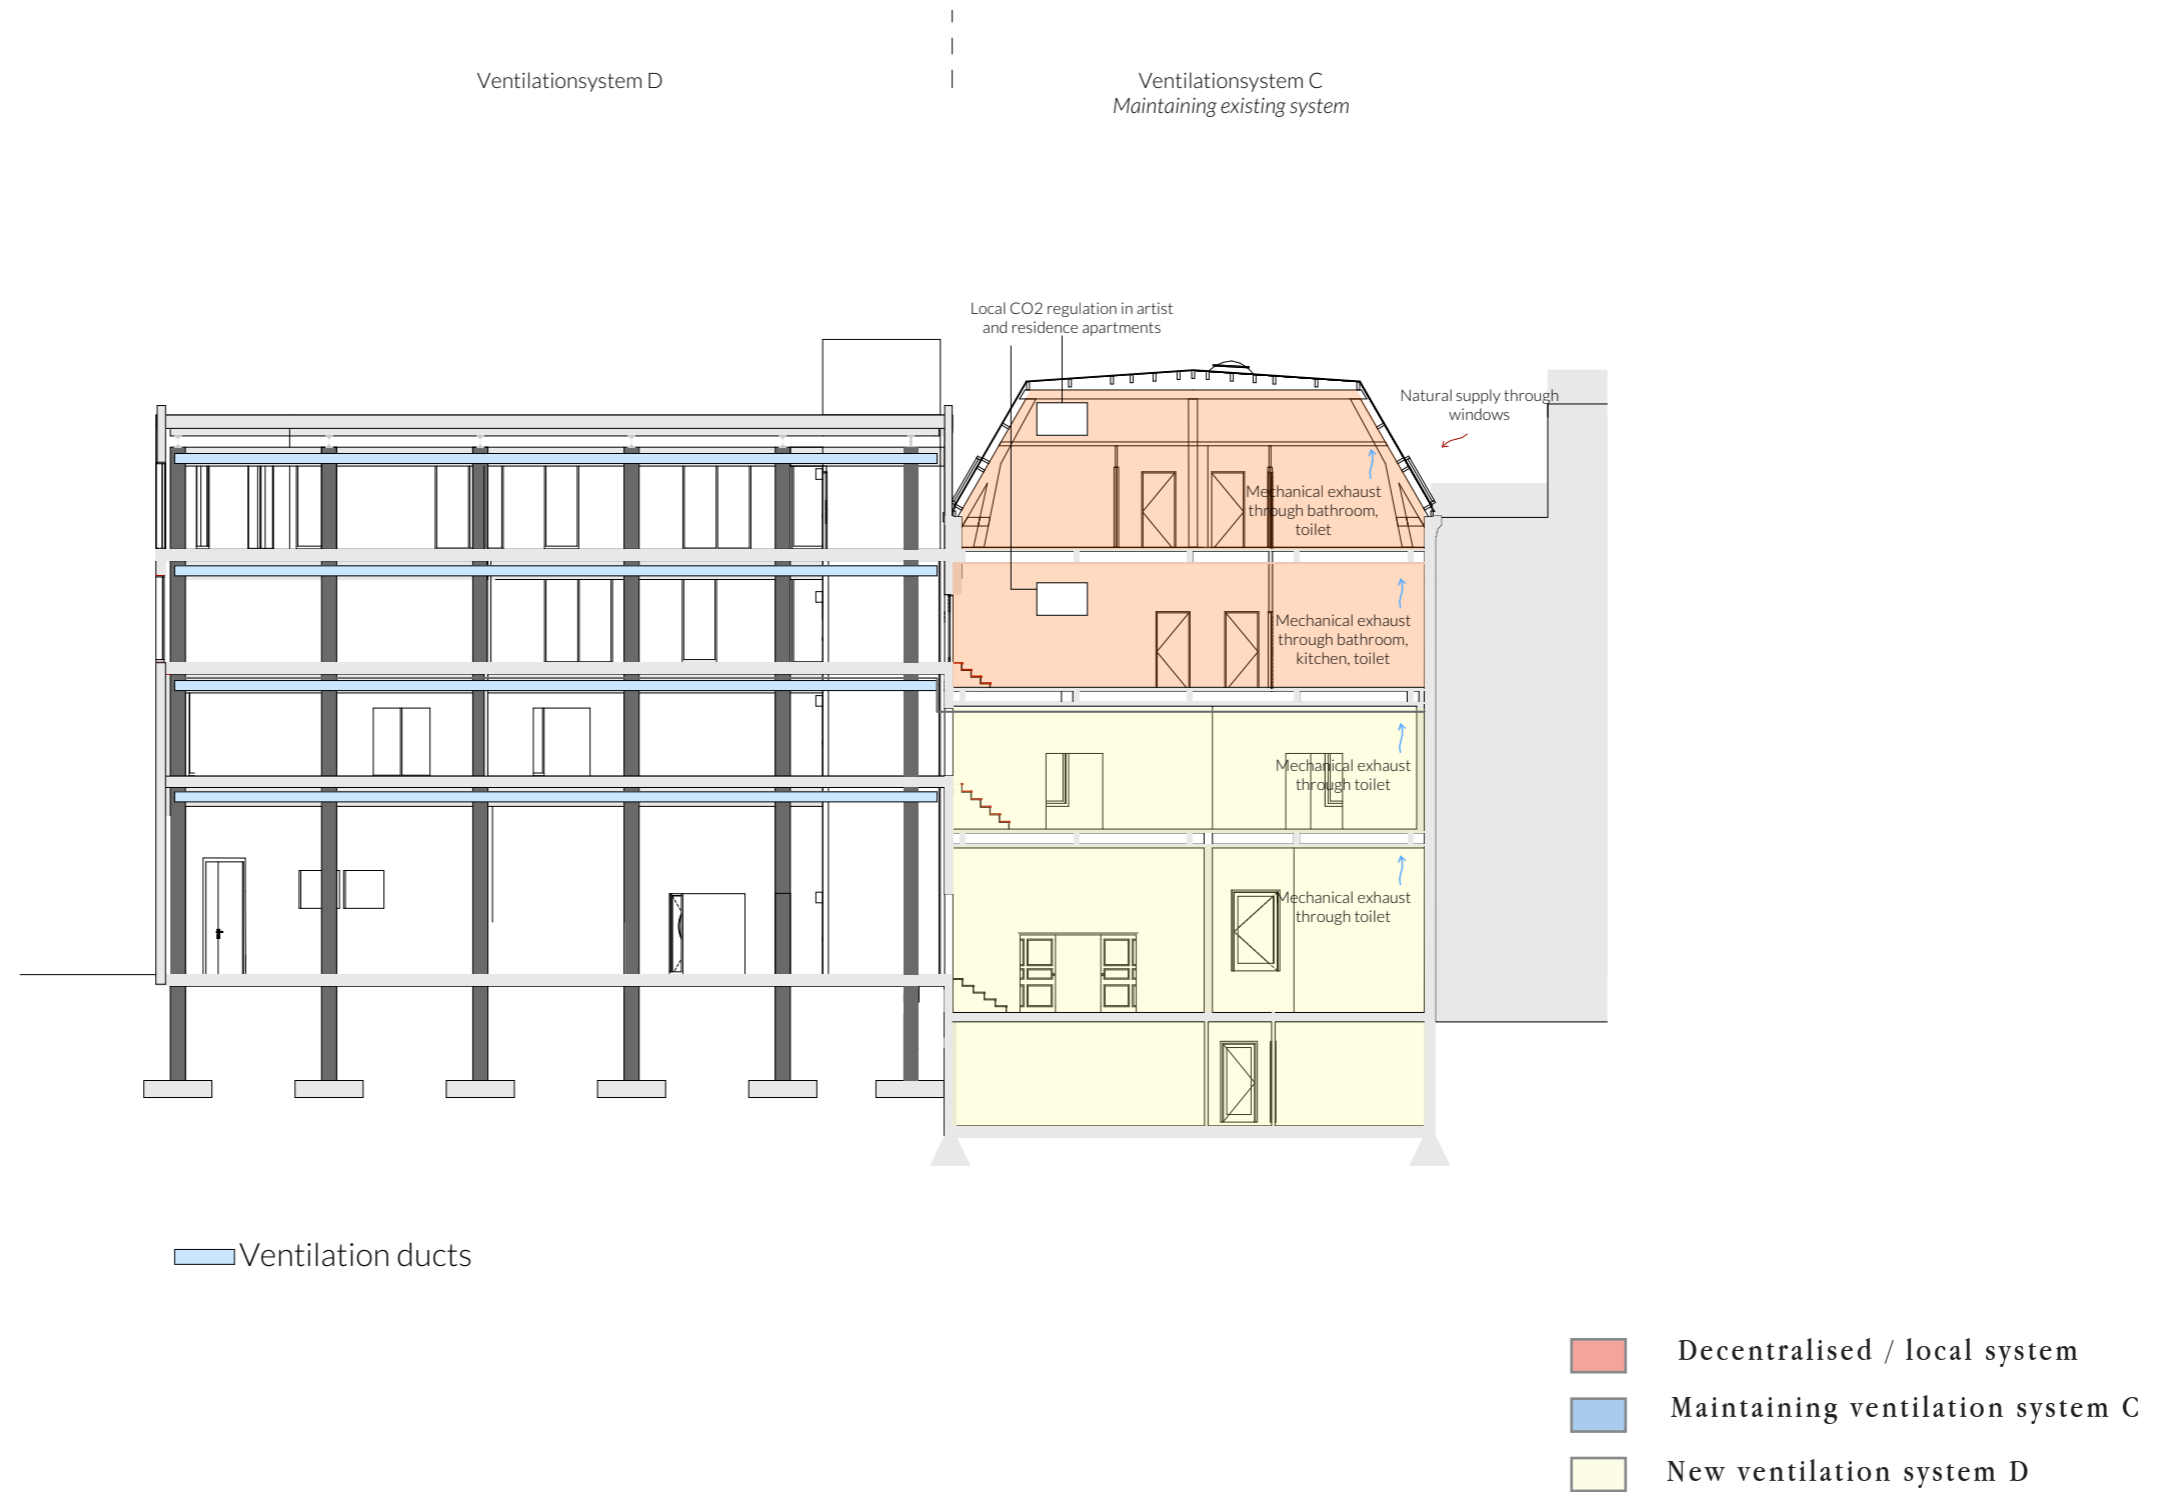 Ventilationsystem D
Ventilationsystem C
Maintaining existing system
Local CO2 regulation in artist
and residence apartments
Natural supply through
windows
Mechanical exhaust
through bathroom,
toilet
Mechanical exhaust
through bathroom,
kitchen, toilet
Mechanical exhaust
through toilet
Mechanical exhaust
through toilet
Ventilation ducts
Decentralised / local system
Maintaining ventilation system C
New ventilation system D